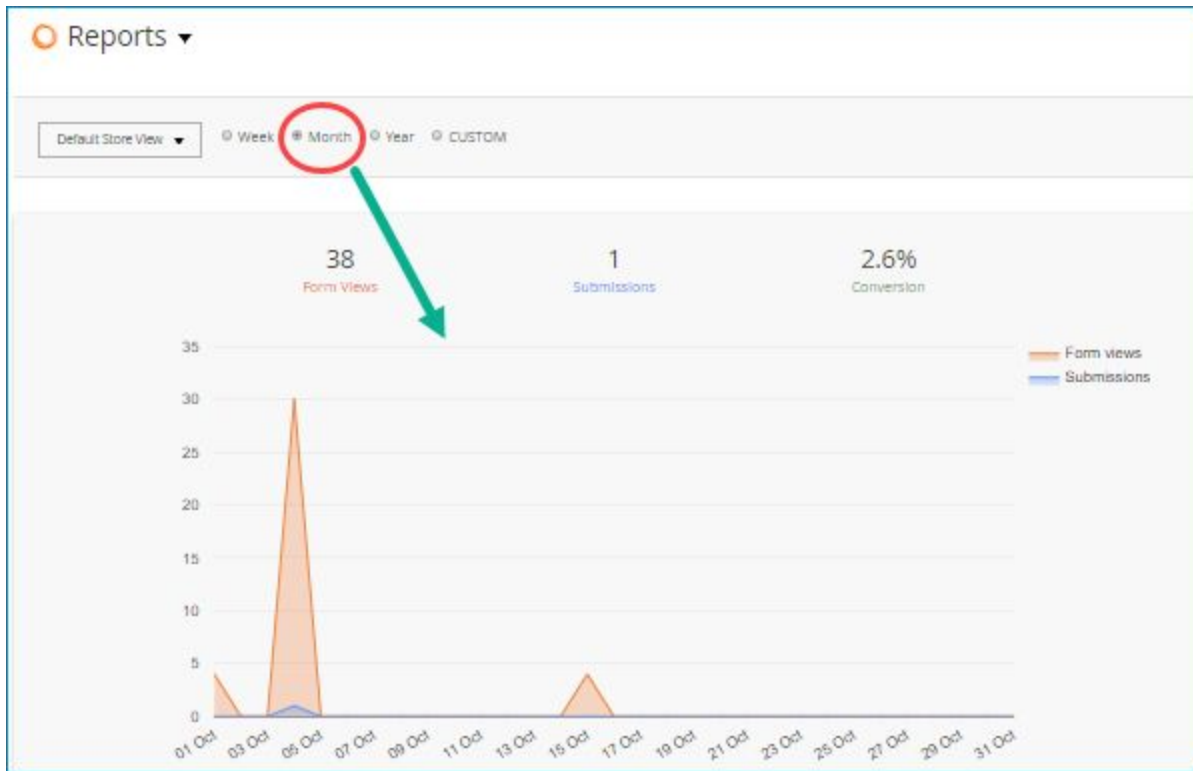 Reports
Default Store View Week Month Year CUSTOM
38 1 2.6%
Form Views Submissions Conversion
35
30
25
20
15
10
5
0
Form views
Submissions
01 Oct 03 Oct 05 Oct 07 Oct 09 Oct 11 Oct 13 Oct 15 Oct 17 Oct 19 Oct 21 Oct 23 Oct 25 Oct 27 Oct 29 Oct 31 Oct